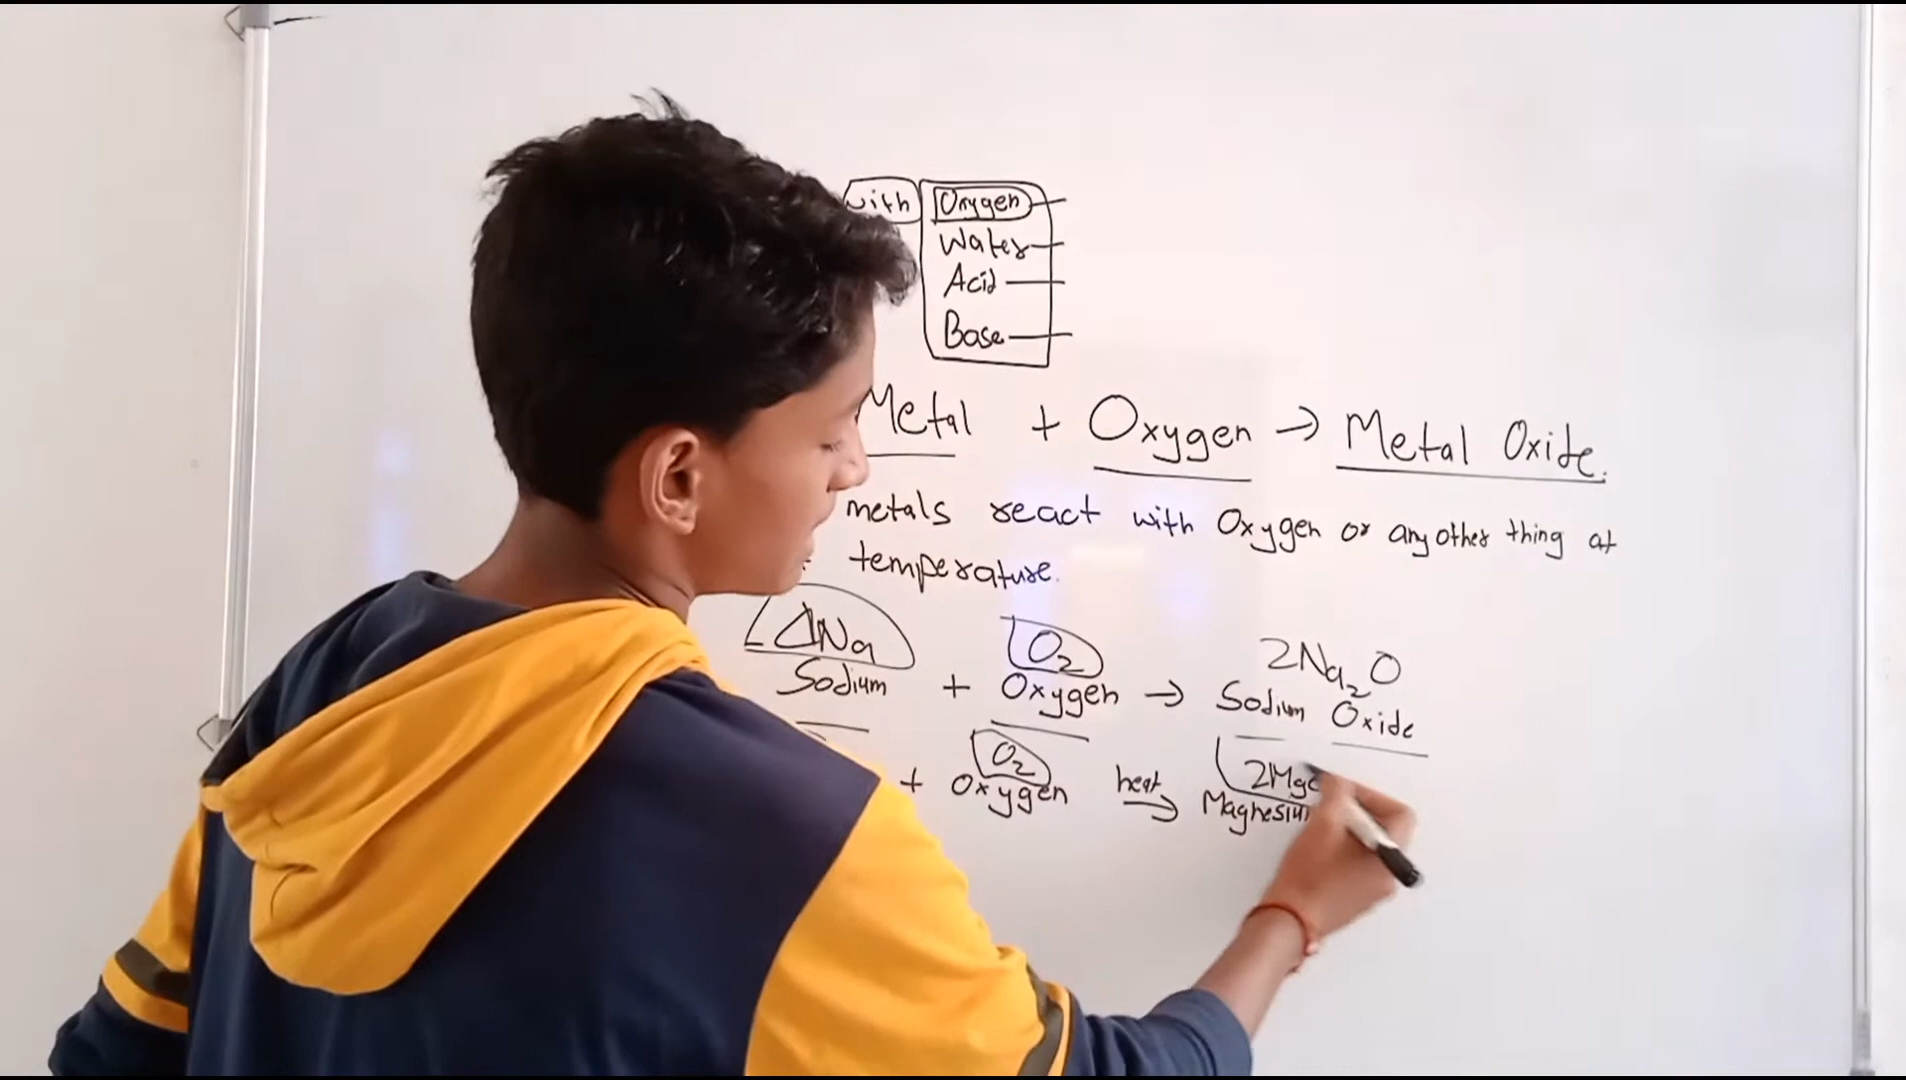 with Oxygen
Water
Acid
Base
Metal + Oxygen → Metal Oxide.
metals react with Oxygen or any other thing at
temperature.
4Na O₂ 2Na₂O
Sodium + Oxygen → Sodium Oxide
O₂ heat 2Mg
+ Oxygen → Magnesium